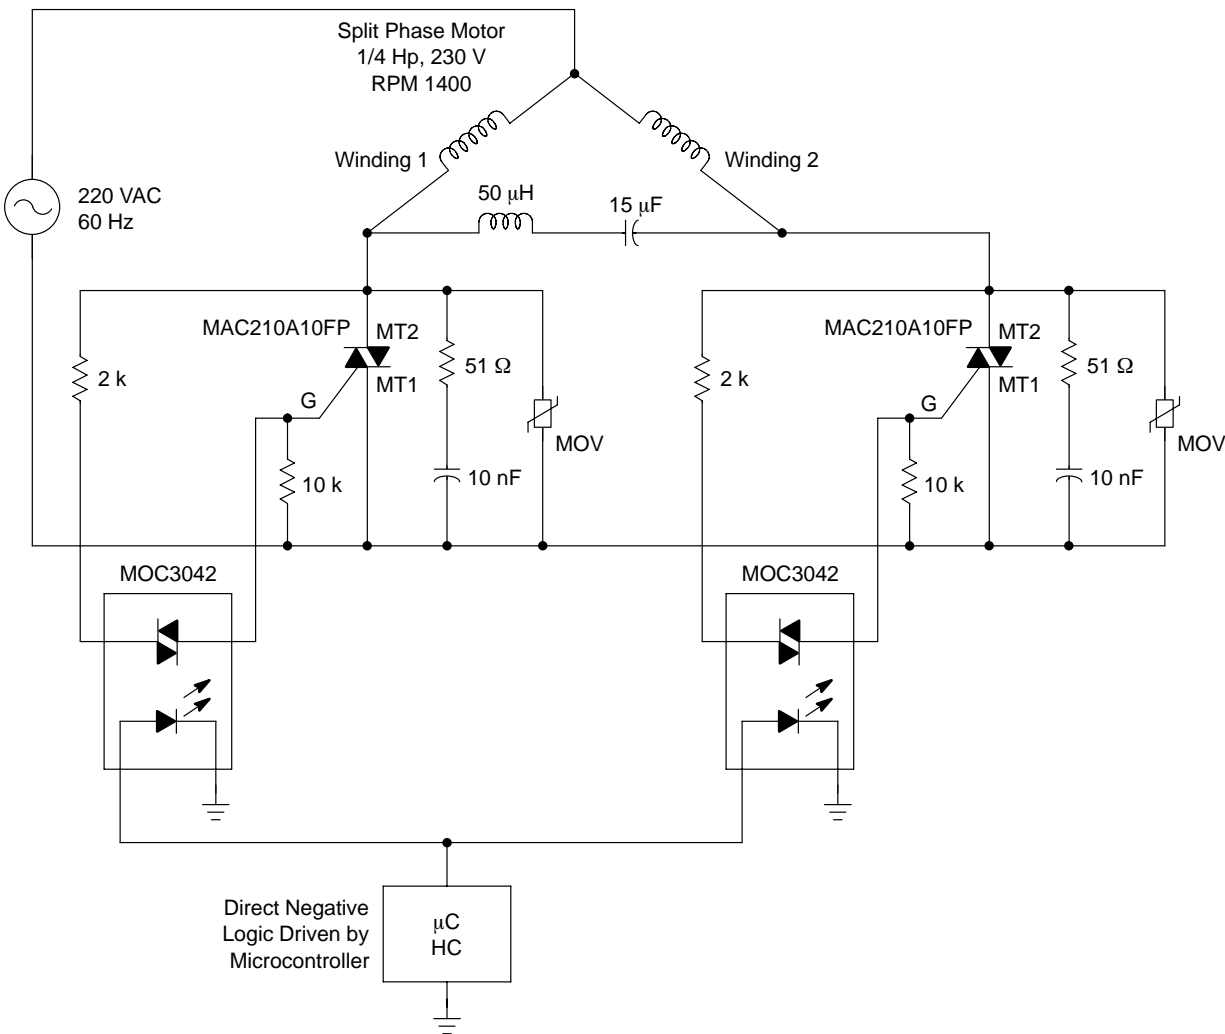 Split Phase Motor
1/4 Hp, 230 V
RPM 1400
Winding 1
Winding 2
220 VAC
60 Hz
50 μH
15 μF
MAC210A10FP
MT2
MT1
2 k
51 Ω
G
MOV
10 k
10 nF
MAC210A10FP
MT2
MT1
2 k
51 Ω
G
MOV
10 k
10 nF
MOC3042
MOC3042
Direct Negative
Logic Driven by
Microcontroller
μC
HC